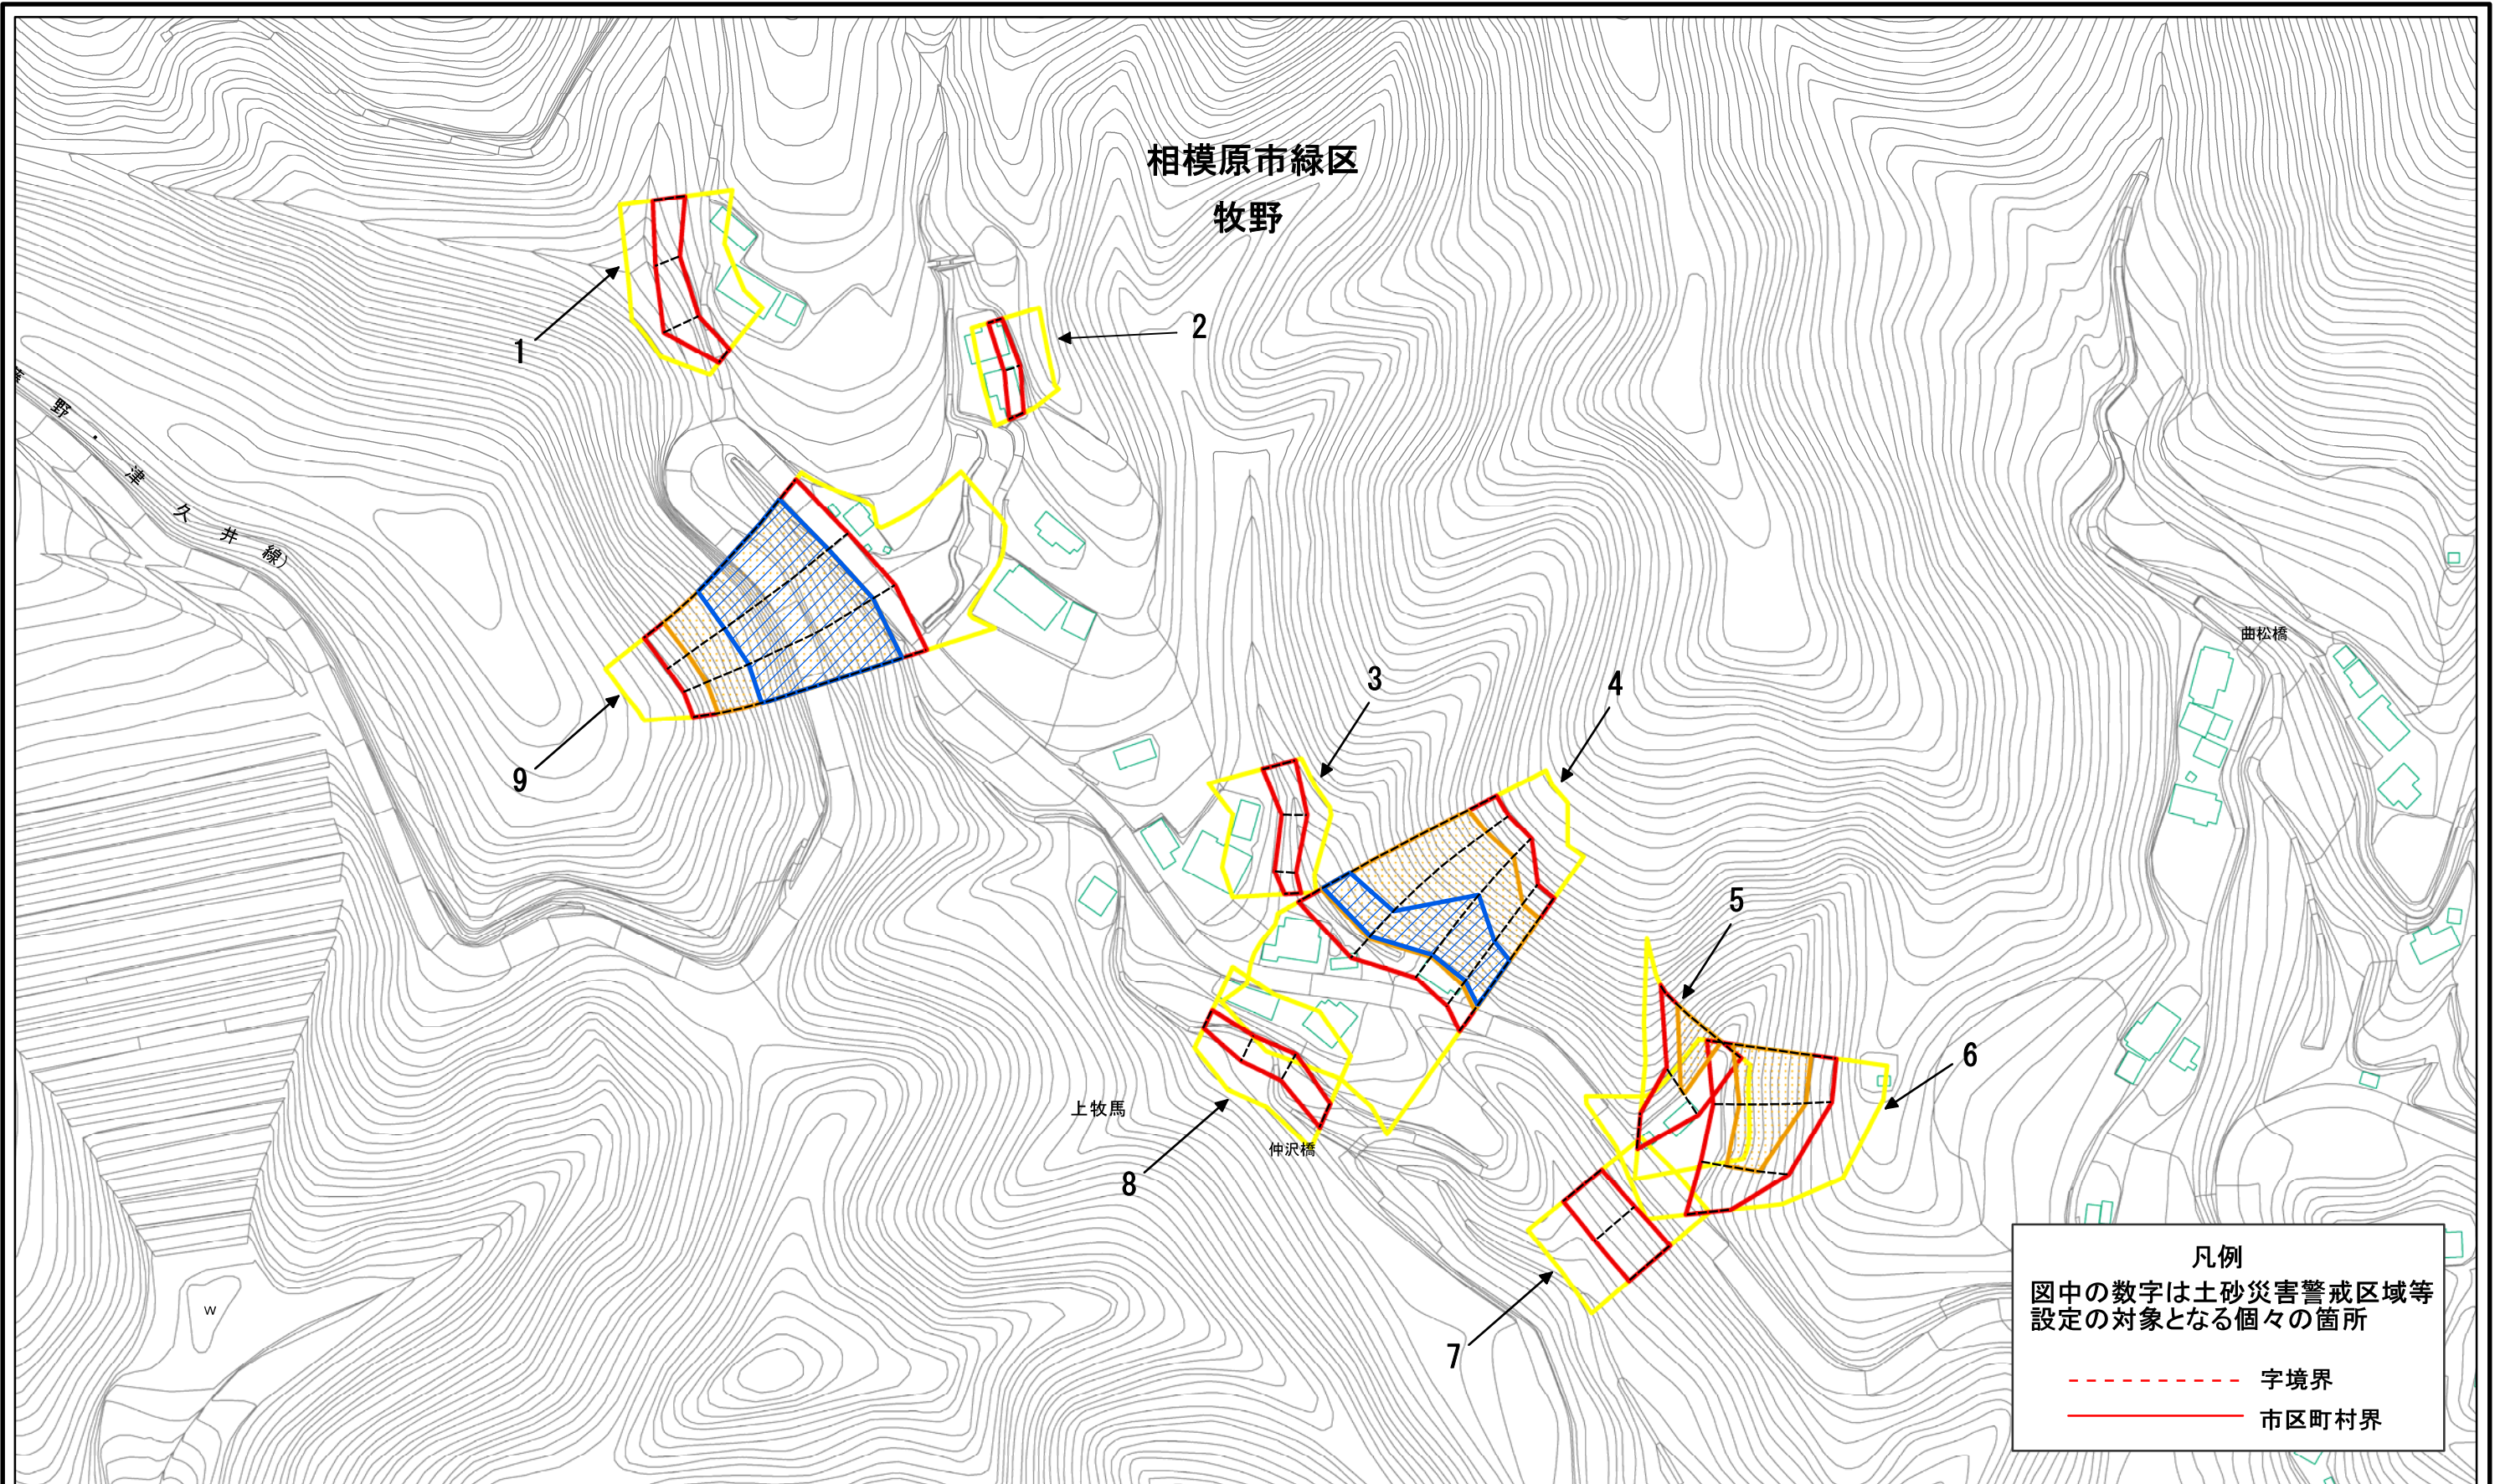 相模原市緑区
牧野
1
2
藤野・津久井線)
曲松橋
3
4
9
5
6
上牧馬
仲沢橋
8
7
W
凡例
図中の数字は土砂災害警戒区域等
設定の対象となる個々の箇所
字境界
市区町村界